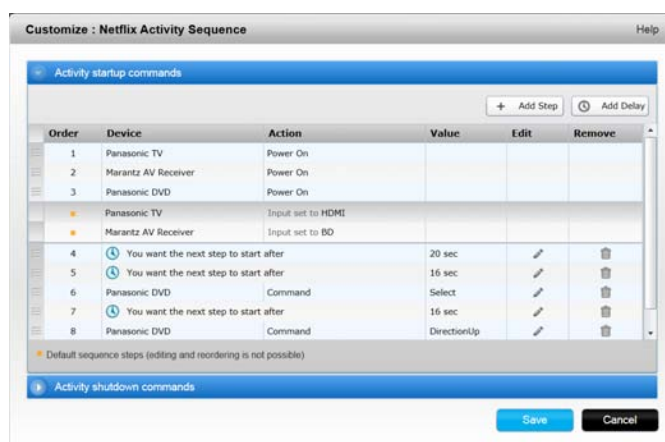 Customize : Netflix Activity Sequence Help
Activity startup commands
+ Add Step Add Delay
Order Device Action Value Edit Remove
1 Panasonic TV Power On
2 Marantz AV Receiver Power On
3 Panasonic DVD Power On
Panasonic TV Input set to HDMI
Marantz AV Receiver Input set to BD
4 You want the next step to start after 20 sec
5 You want the next step to start after 16 sec
6 Panasonic DVD Command Select
7 You want the next step to start after 16 sec
8 Panasonic DVD Command DirectionUp
Default sequence steps (editing and reordering is not possible)
Activity shutdown commands
Save Cancel